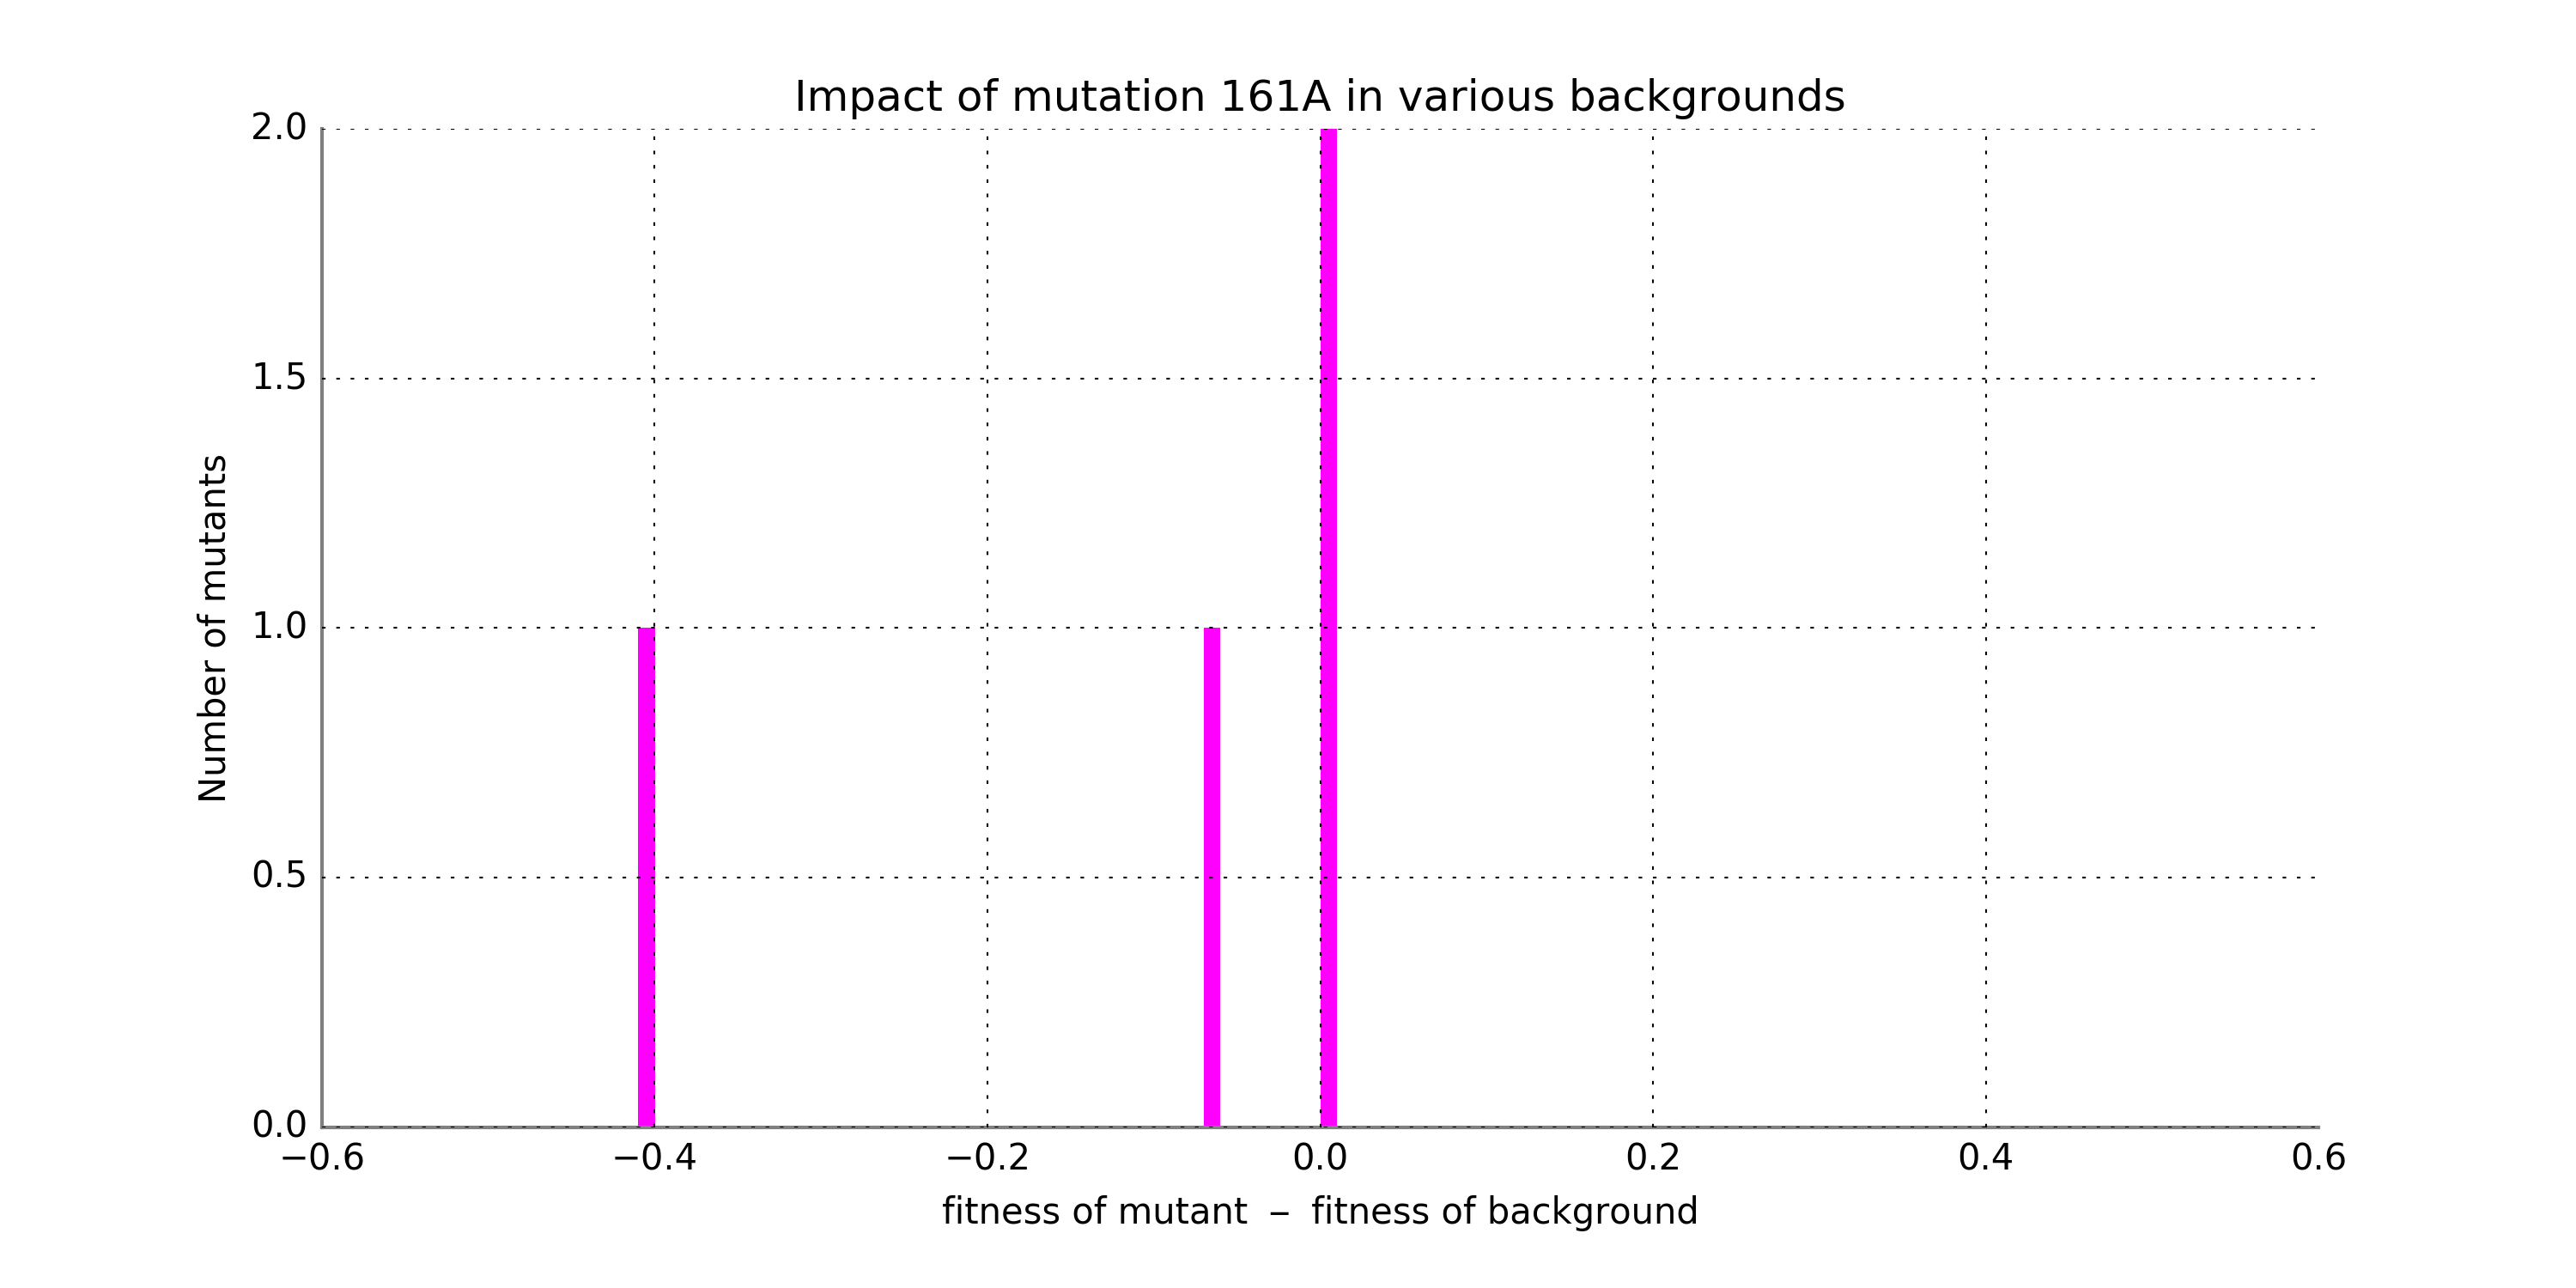 Impact of mutation 161A in various backgrounds
2.0
1.5
1.0
0.5
0.0
Number of mutants
−0.6 −0.4 −0.2 0.0 0.2 0.4 0.6
fitness of mutant − fitness of background